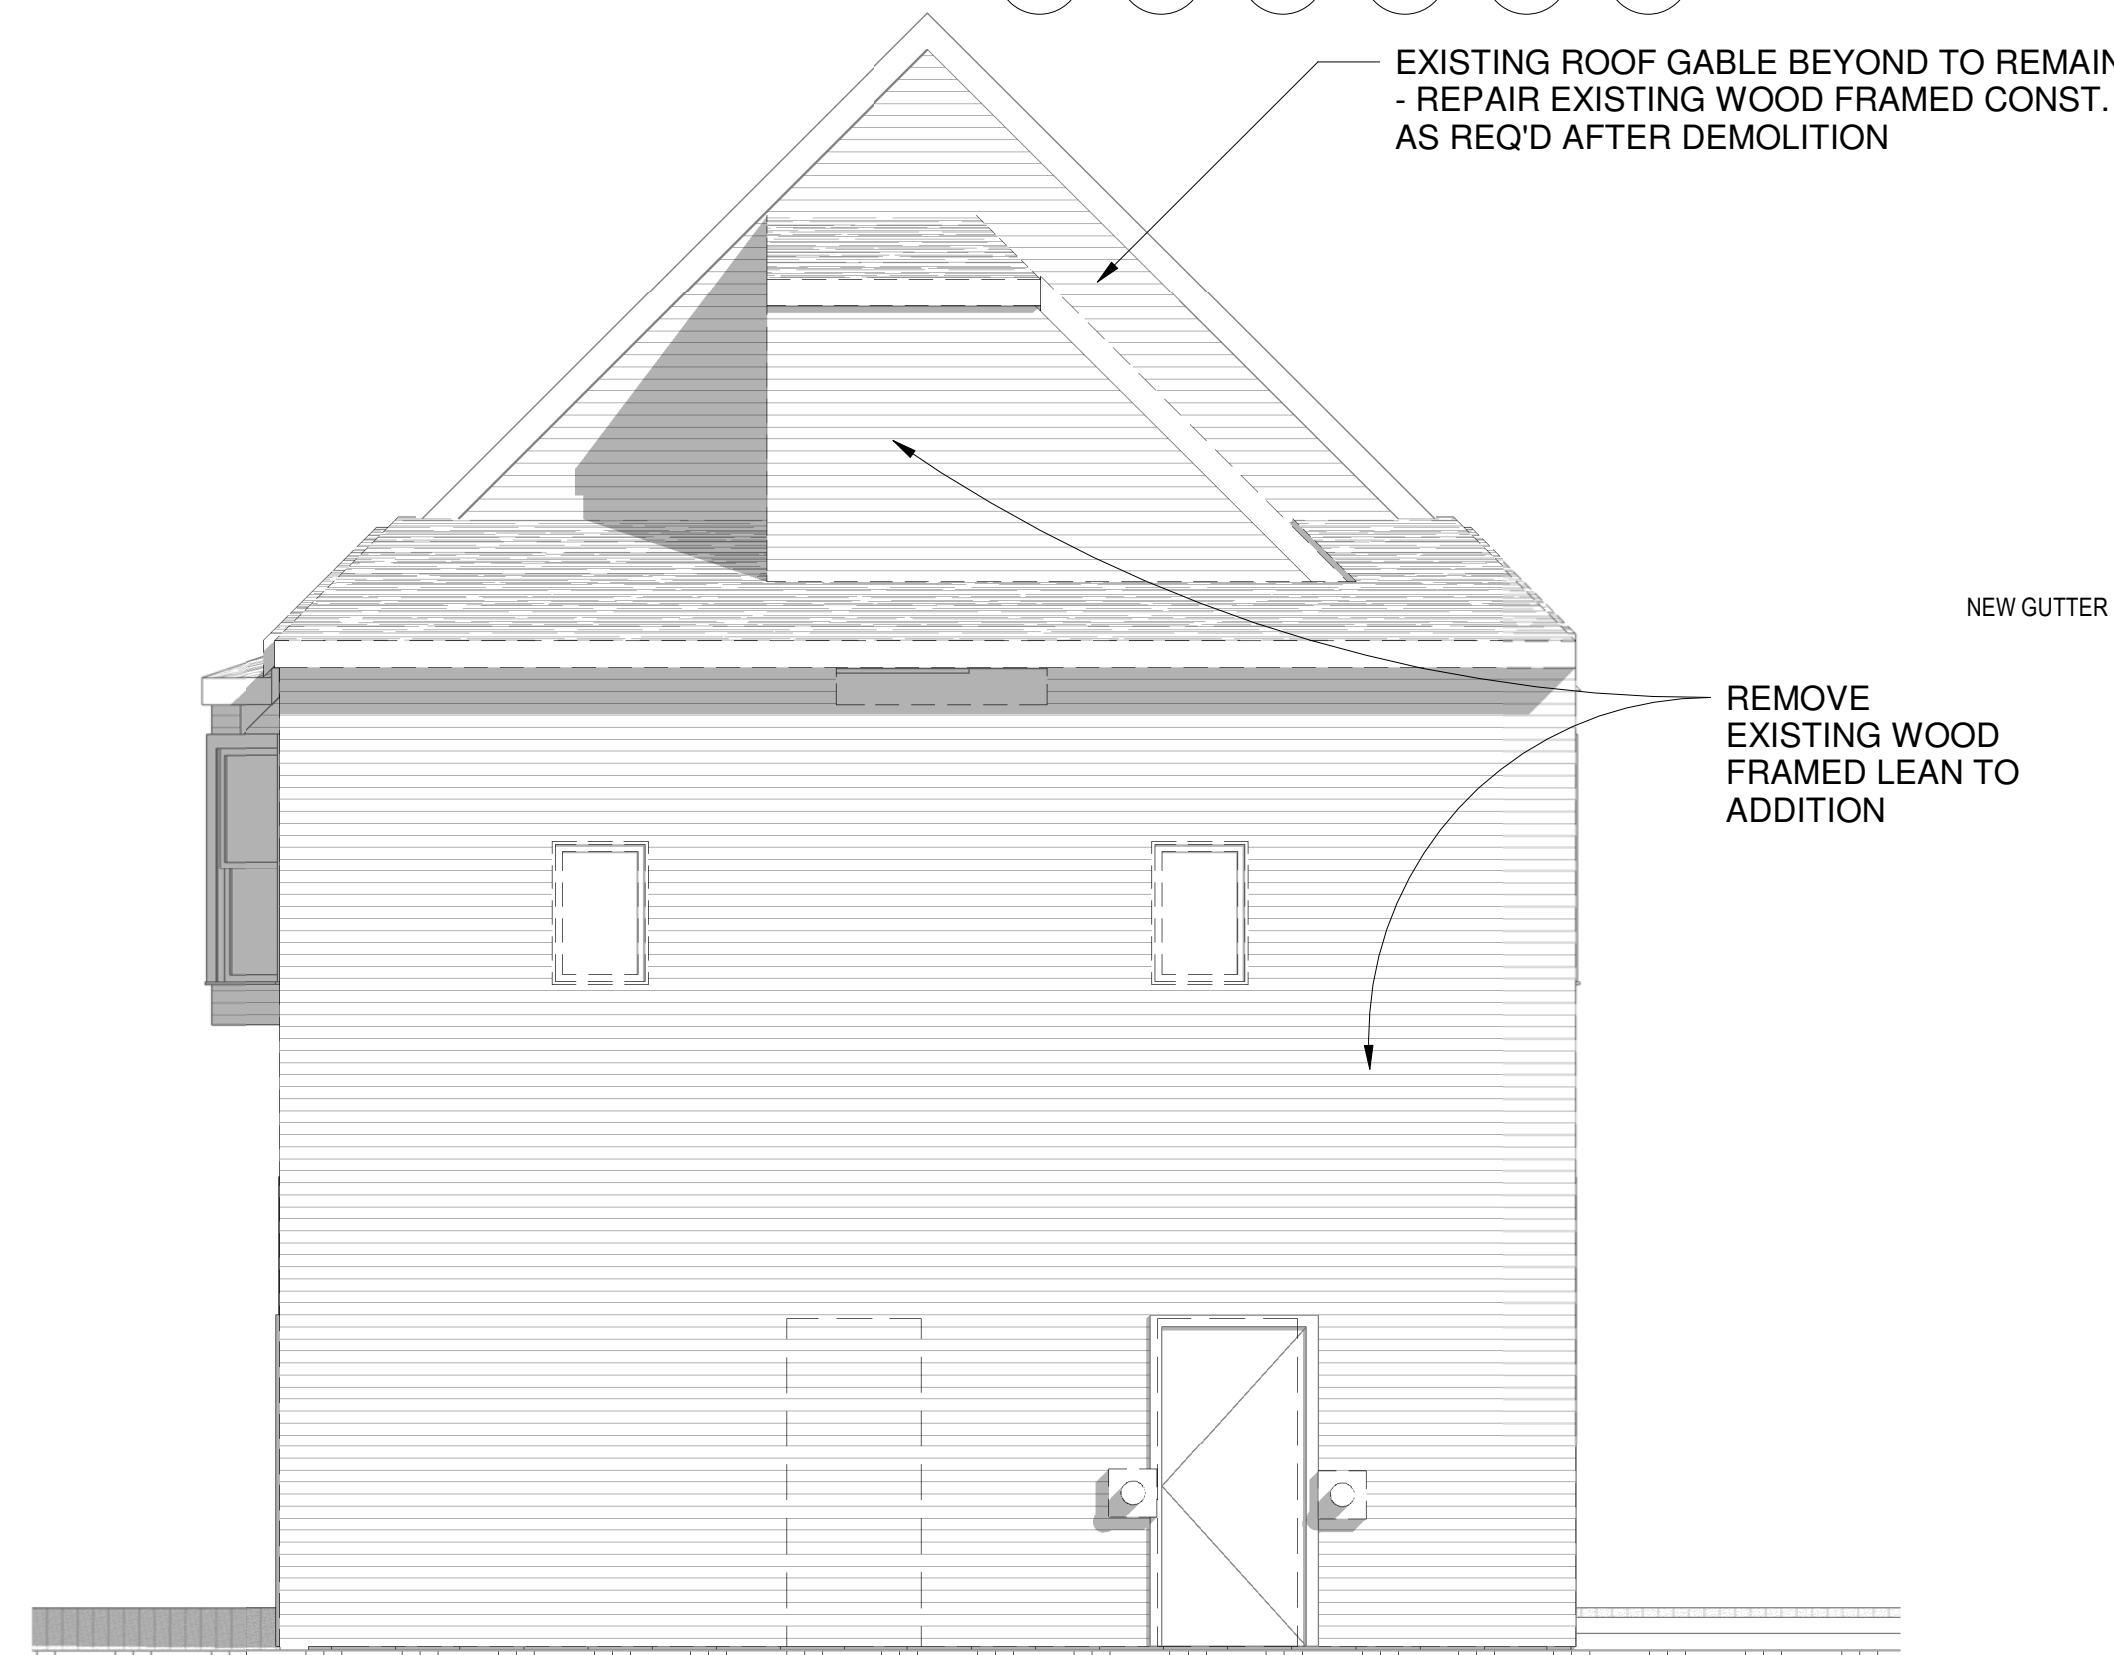 EXISTING ROOF GABLE BEYOND TO REMAIN
- REPAIR EXISTING WOOD FRAMED CONST.
AS REQ'D AFTER DEMOLITION
NEW GUTTER
REMOVE
EXISTING WOOD
FRAMED LEAN TO
ADDITION